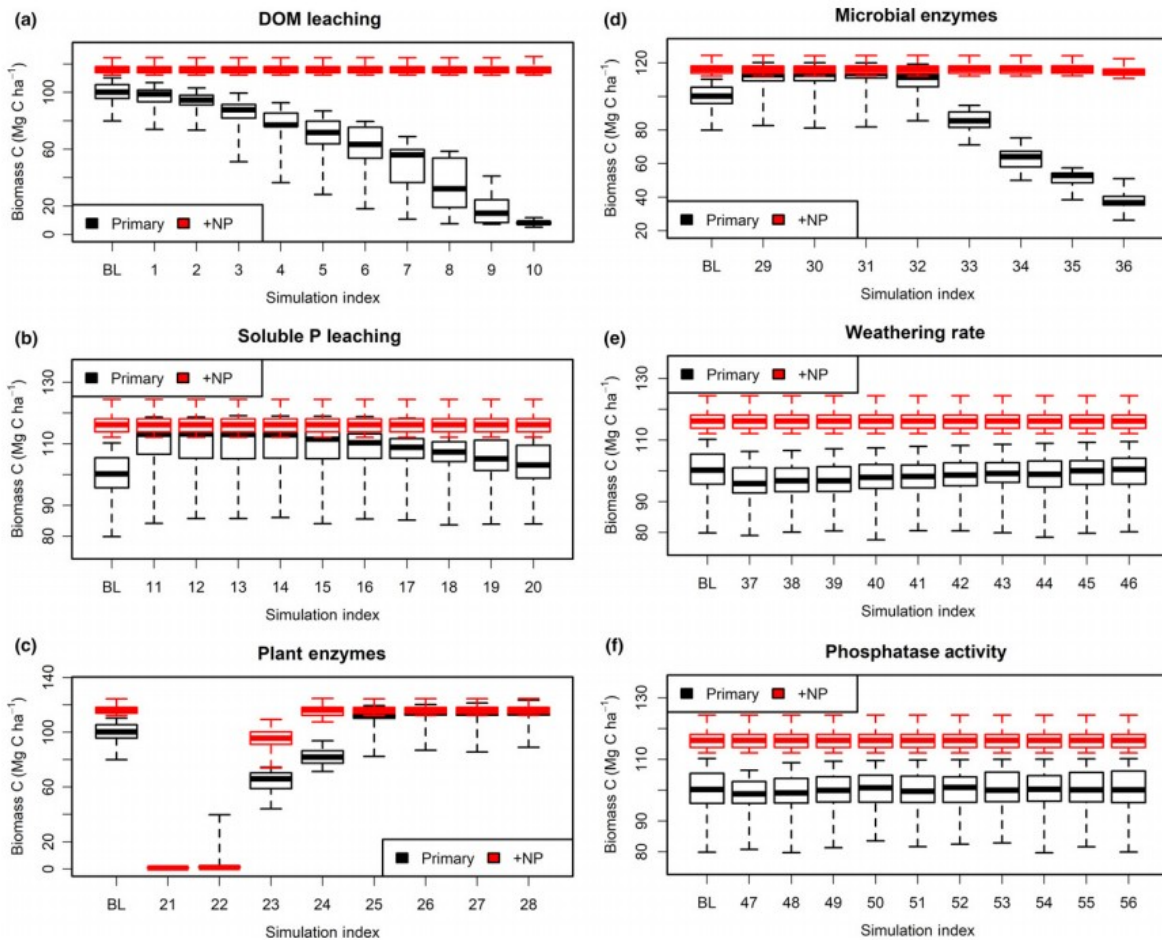 (a)
DOM leaching
Biomass C (Mg C ha⁻¹)
100
60
20
0
Primary +NP
BL 1 2 3 4 5 6 7 8 9 10
Simulation index
(b)
Soluble P leaching
Biomass C (Mg C ha⁻¹)
130
110
90
80
Primary +NP
BL 11 12 13 14 15 16 17 18 19 20
Simulation index
(c)
Plant enzymes
Biomass C (Mg C ha⁻¹)
140
100
60
20
0
Primary +NP
BL 21 22 23 24 25 26 27 28
Simulation index
(d)
Microbial enzymes
Biomass C (Mg C ha⁻¹)
120
80
60
40
20
Primary +NP
BL 29 30 31 32 33 34 35 36
Simulation index
(e)
Weathering rate
Biomass C (Mg C ha⁻¹)
130
110
90
80
Primary +NP
BL 37 38 39 40 41 42 43 44 45 46
Simulation index
(f)
Phosphatase activity
Biomass C (Mg C ha⁻¹)
130
110
90
80
Primary +NP
BL 47 48 49 50 51 52 53 54 55 56
Simulation index